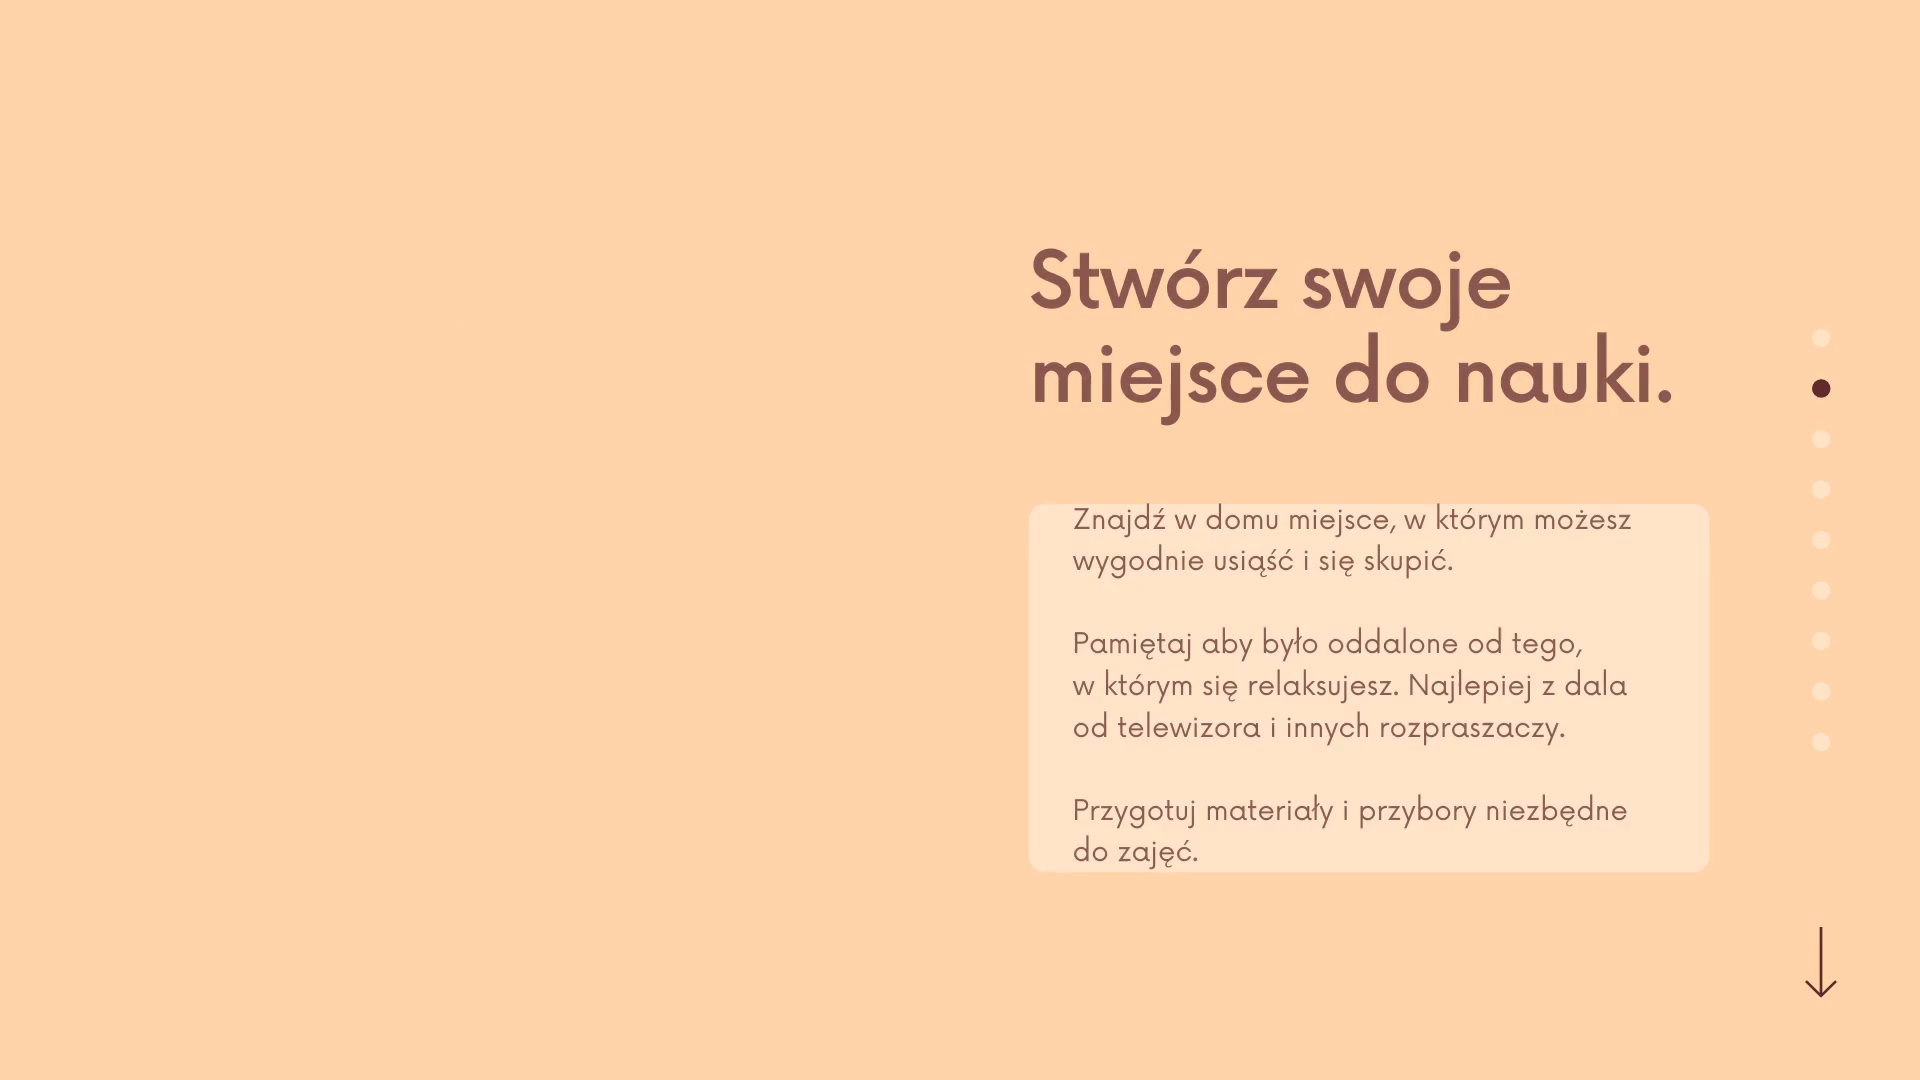 Stwórz swoje
miejsce do nauki.
Znajdź w domu miejsce, w którym możesz
wygodnie usiąść i się skupić.
Pamiętaj aby było oddalone od tego,
w którym się relaksujesz. Najlepiej z dala
od telewizora i innych rozpraszaczy.
Przygotuj materiały i przybory niezbędne
do zajęć.